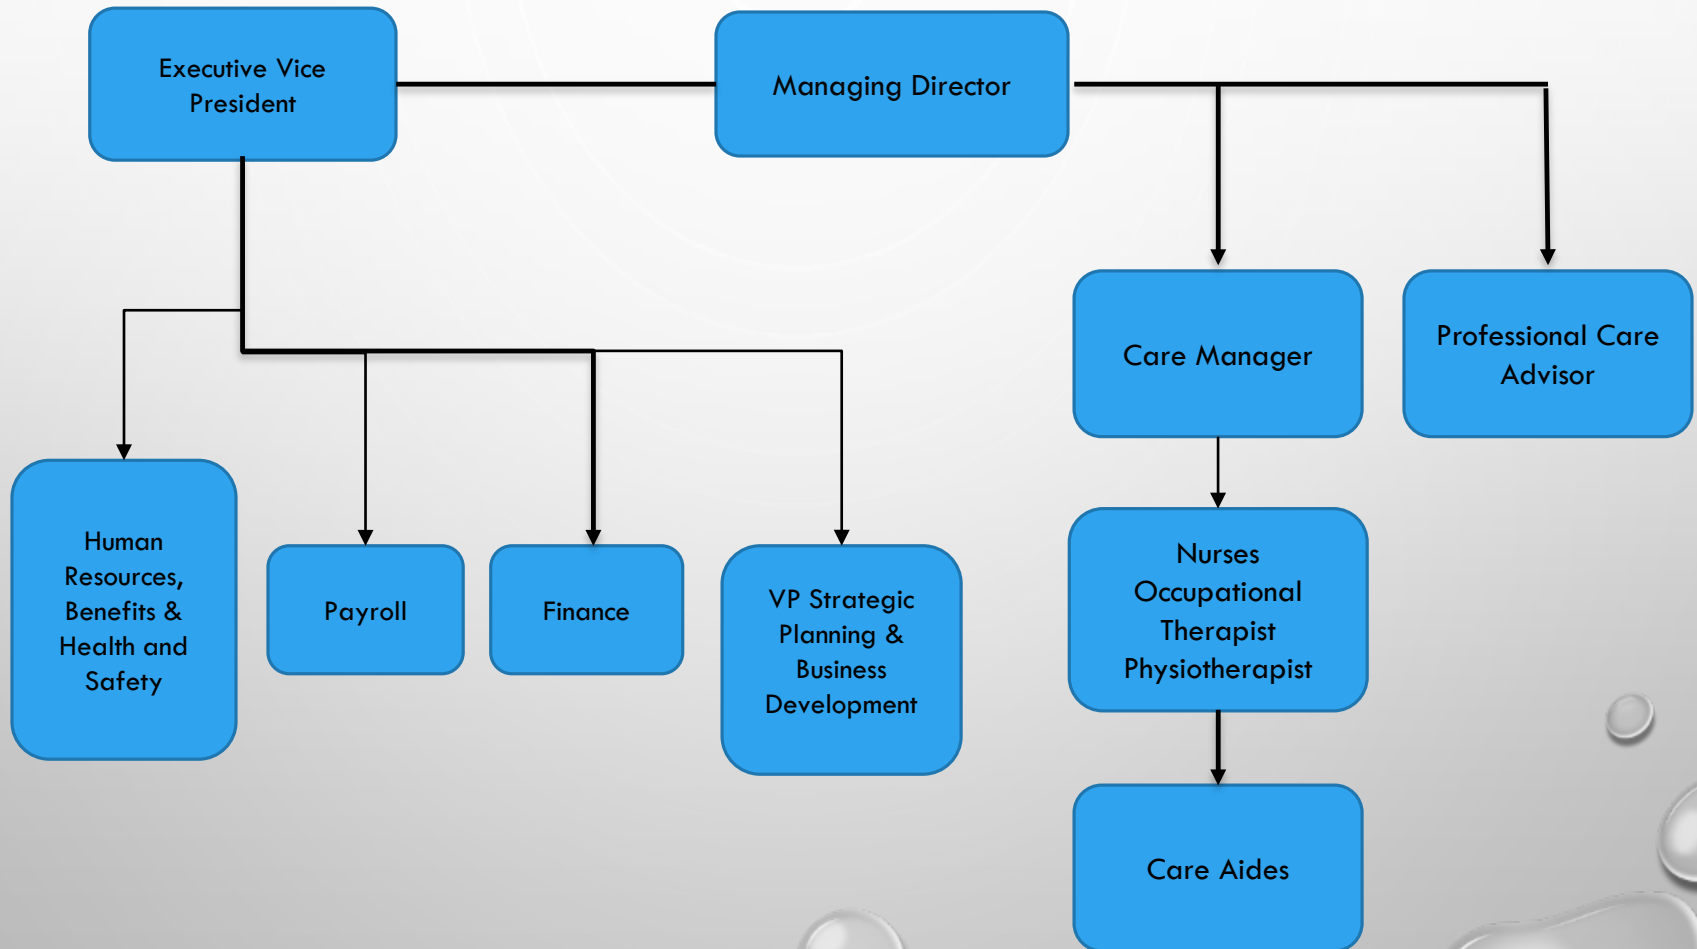 Executive Vice
President
Managing Director
Care Manager
Professional Care
Advisor
Human
Resources,
Benefits &
Health and
Safety
Payroll
Finance
VP Strategic
Planning &
Business
Development
Nurses
Occupational
Therapist
Physiotherapist
Care Aides